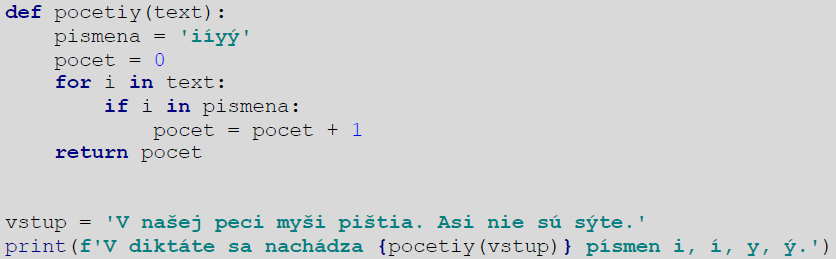 def pocetiy(text):
    pismena = 'iíyý'
    pocet = 0
    for i in text:
        if i in pismena:
            pocet = pocet + 1
    return pocet
vstup = 'V našej peci myši pištia. Asi nie sú sýte.'
print(f'V diktáte sa nachádza {pocetiy(vstup)} písmen i, í, y, ý.')